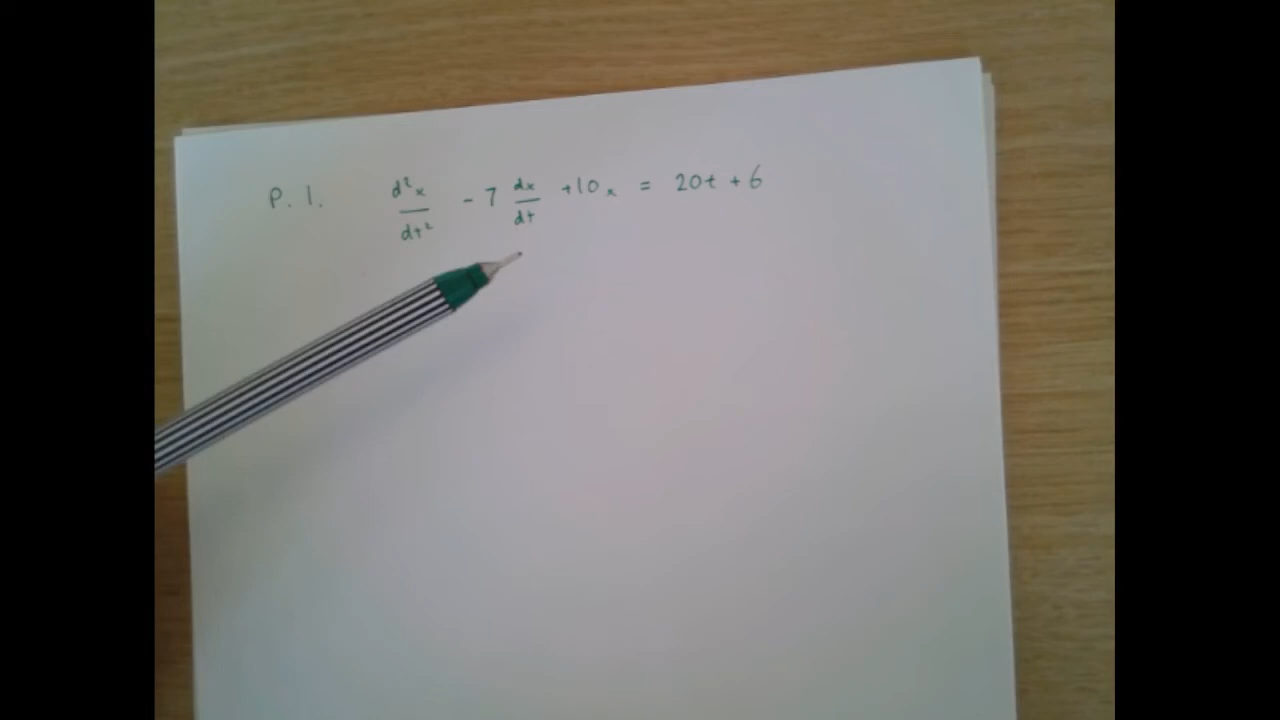 P. 1. d²x/dt² - 7 dx/dt + 10x = 20t + 6